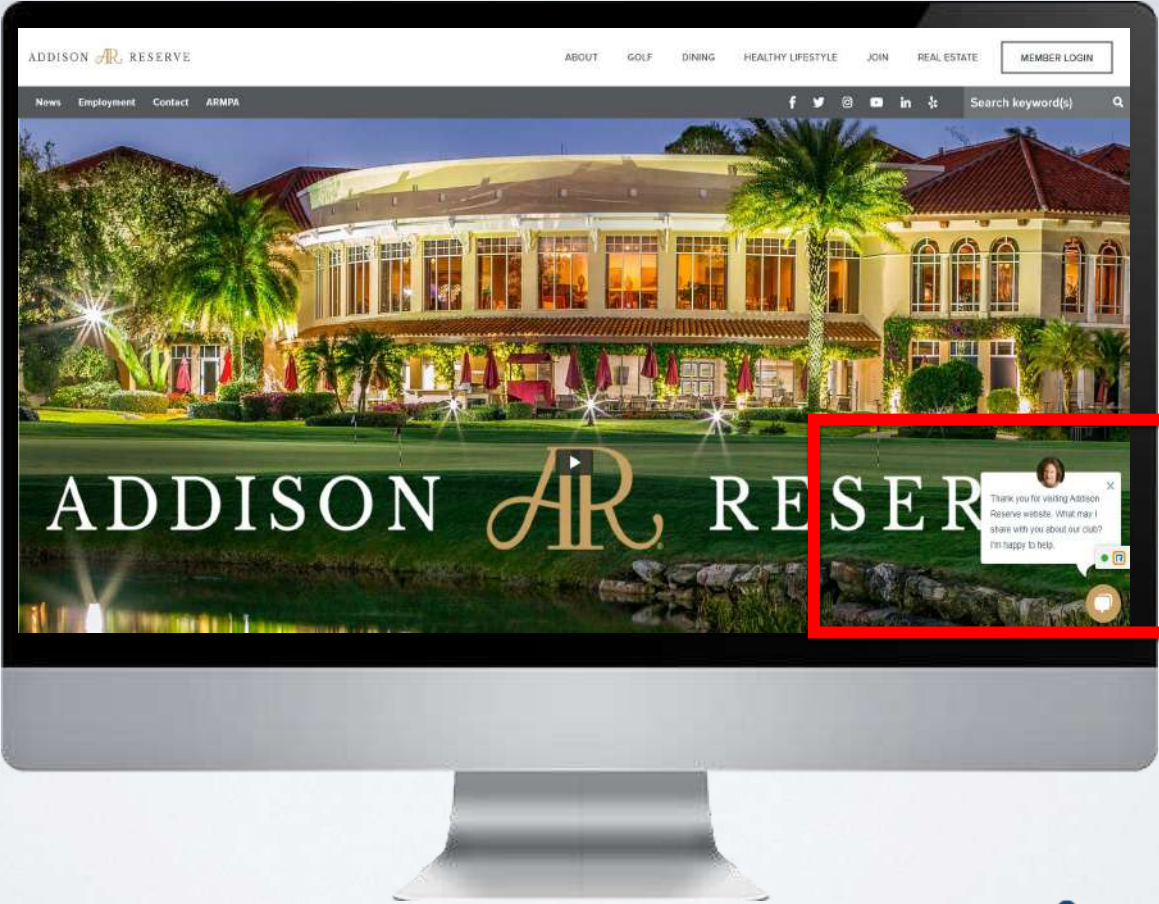 ADDISON AR RESERVE
ABOUT GOLF DINING HEALTHY LIFESTYLE JOIN REAL ESTATE MEMBER LOGIN
News Employment Contact ARMPA
Search keyword(s)
ADDISON AR RESER
Thank you for visiting Addison
Reserve website. What may I
share with you about our club?
I'm happy to help.